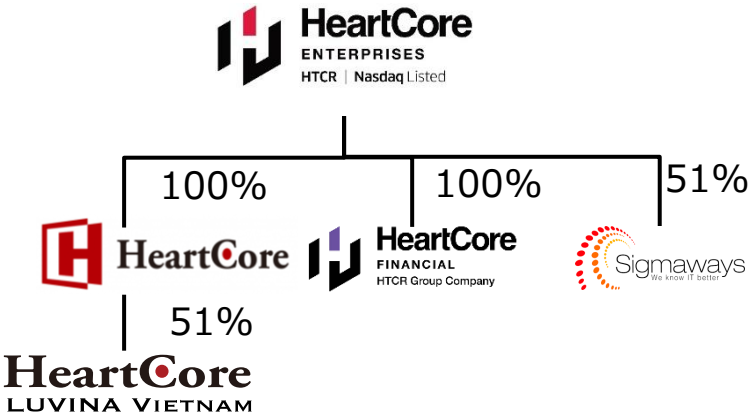 HeartCore
ENTERPRISES
HTCR | Nasdaq Listed
100%
100%
51%
HeartCore
HeartCore
FINANCIAL
HTCR Group Company
Sigmaways
We know IT better
51%
HeartCore
LUVINA VIETNAM